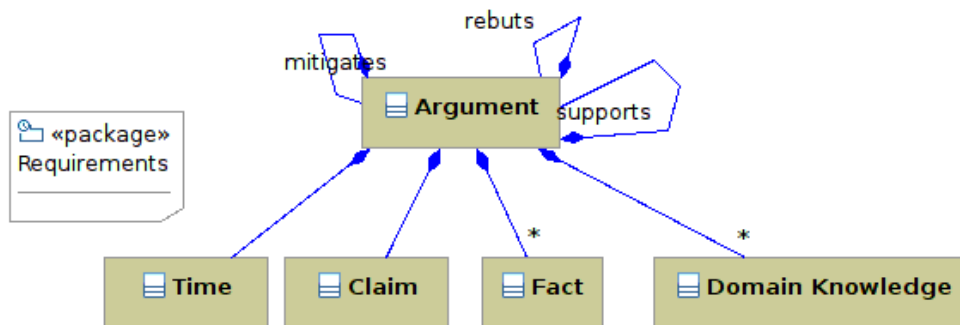 rebuts
mitigates
Argument
supports
«package»
Requirements
*
*
Time
Claim
Fact
Domain Knowledge